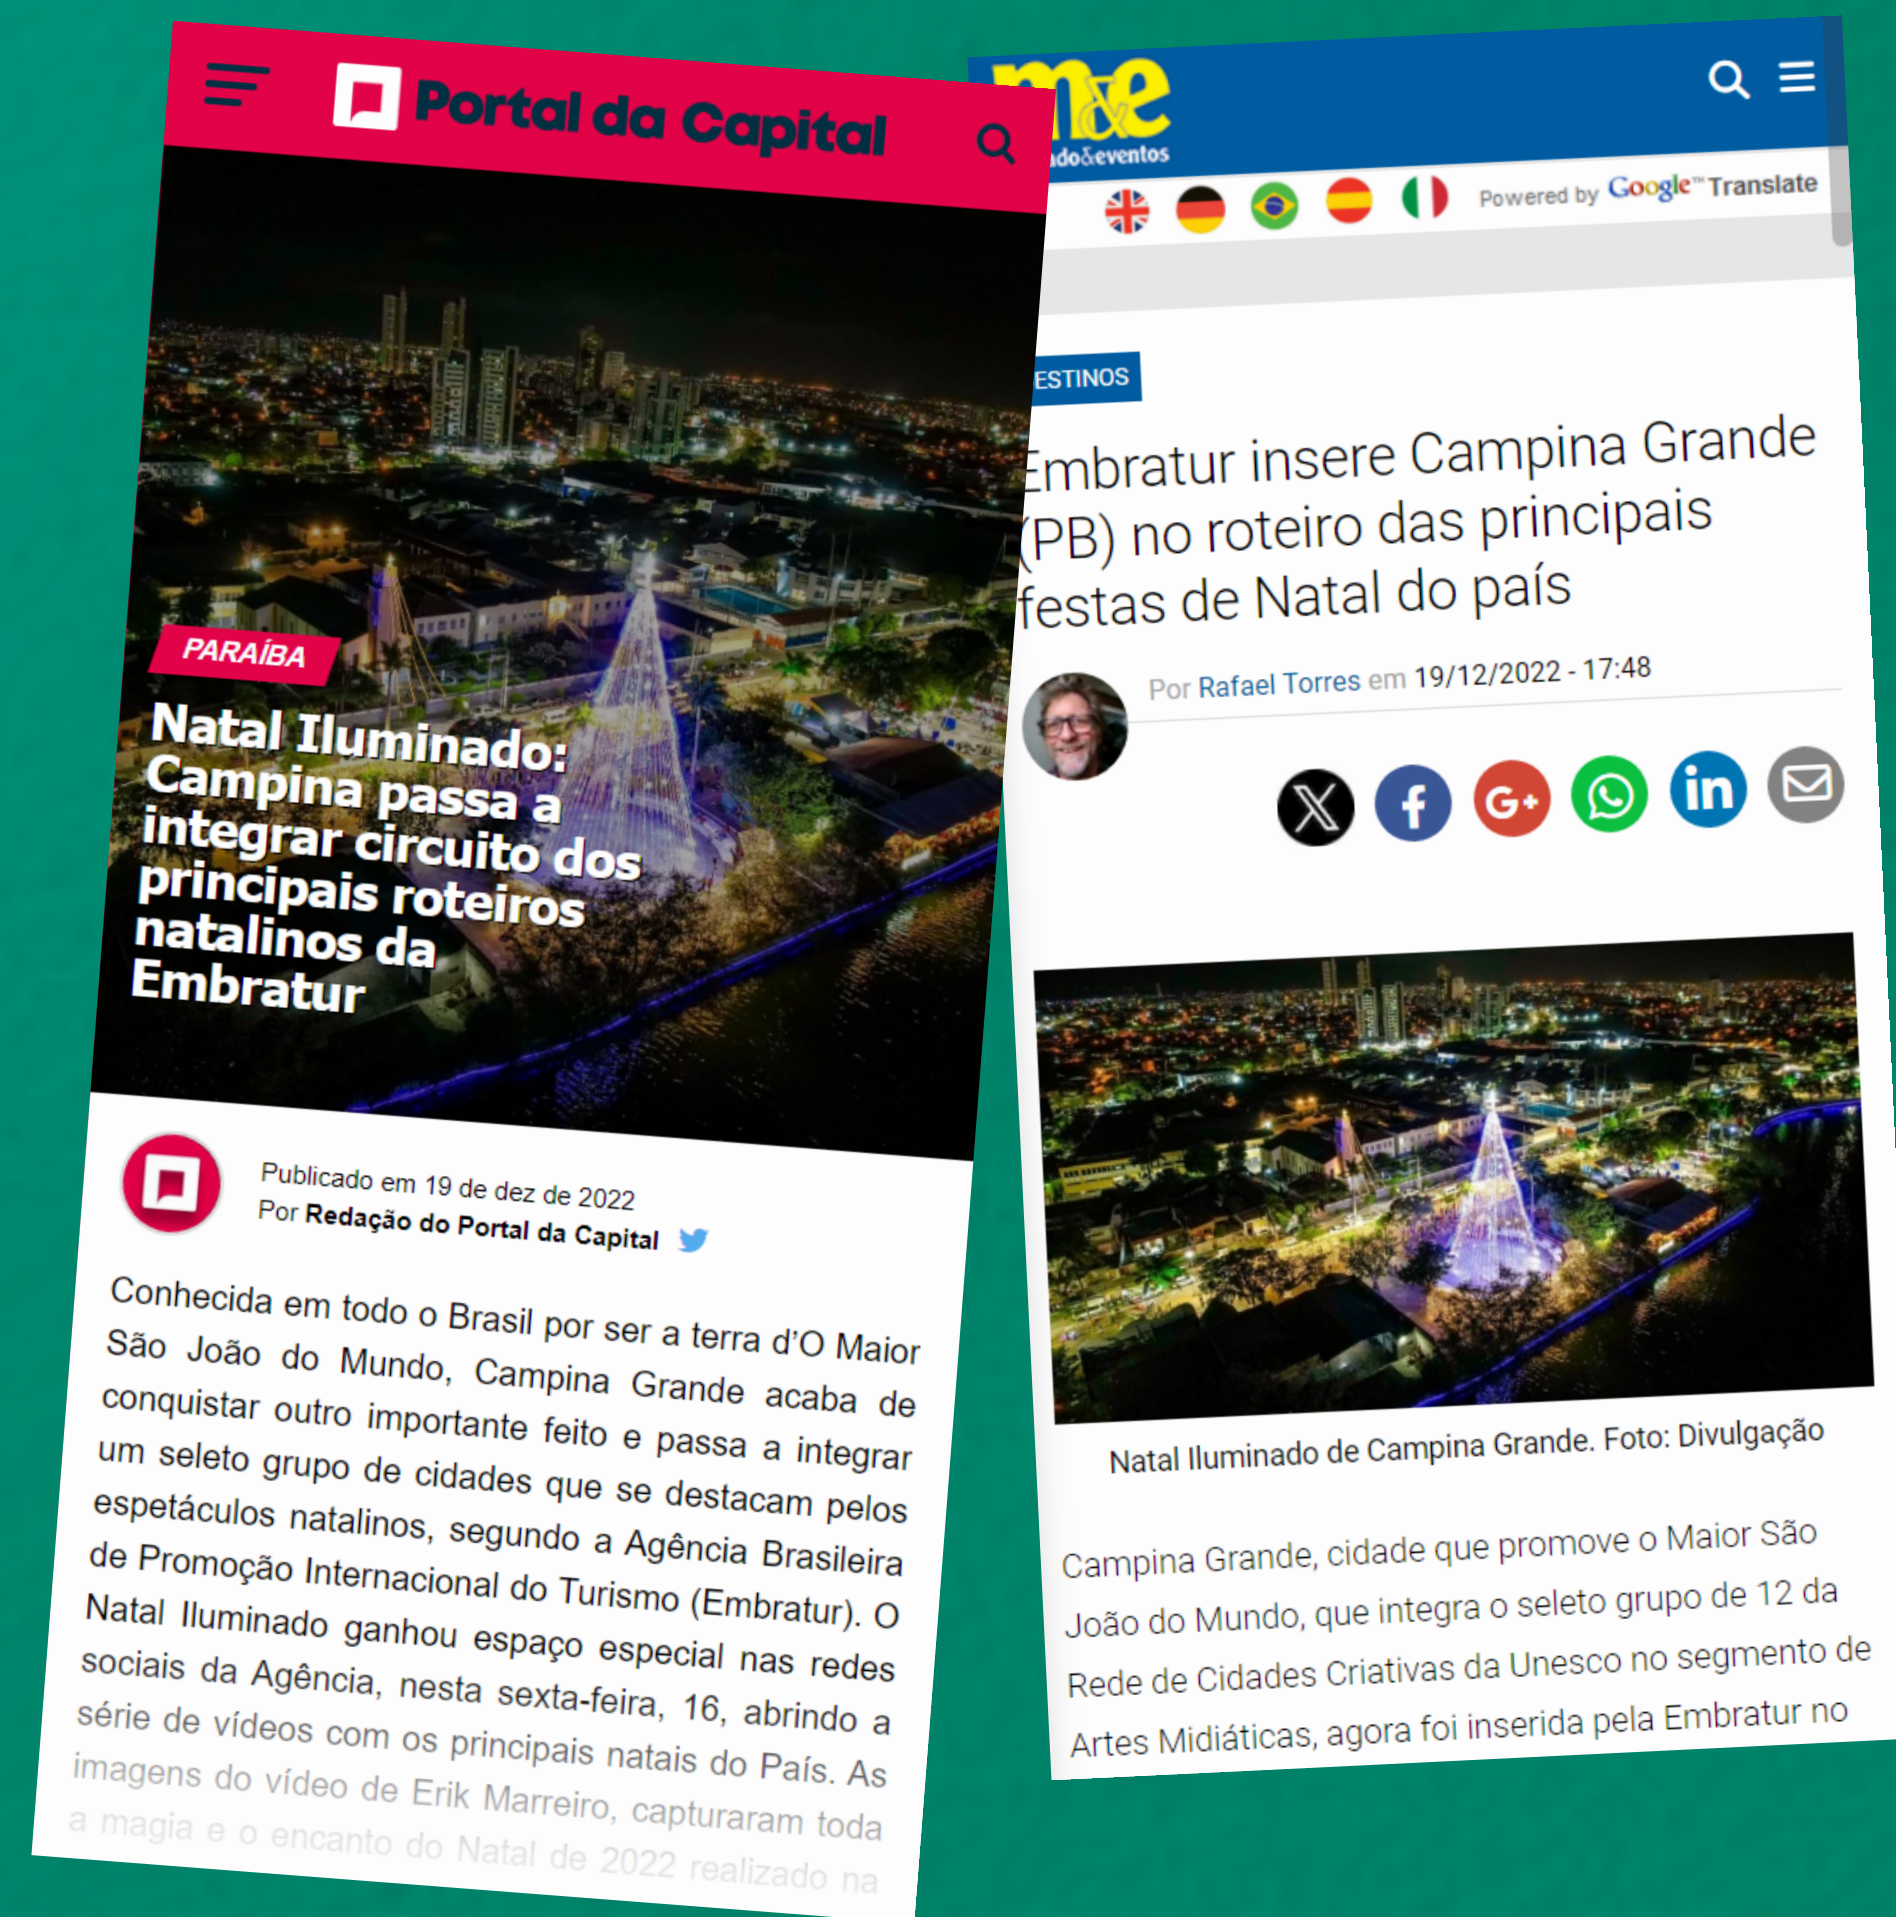 Portal da Capital
PARAÍBA
Natal Iluminado:
Campina passa a
integrar circuito dos
principais roteiros
natalinos da
Embratur
Publicado em 19 de dez de 2022
Por Redação do Portal da Capital
Conhecida em todo o Brasil por ser a terra d’O Maior
São João do Mundo, Campina Grande acaba de
conquistar outro importante feito e passa a integrar
um seleto grupo de cidades que se destacam pelos
espetáculos natalinos, segundo a Agência Brasileira
de Promoção Internacional do Turismo (Embratur). O
Natal Iluminado ganhou espaço especial nas redes
sociais da Agência, nesta sexta-feira, 16, abrindo a
série de vídeos com os principais natais do País. As
imagens do vídeo de Erik Marreiro, capturaram toda
a magia e o encanto do Natal de 2022 realizado na
m&e
ado&eventos
Powered by Google™ Translate
ESTINOS
Embratur insere Campina Grande
(PB) no roteiro das principais
festas de Natal do país
Por Rafael Torres em 19/12/2022 - 17:48
X f G+ in
Natal Iluminado de Campina Grande. Foto: Divulgação
Campina Grande, cidade que promove o Maior São
João do Mundo, que integra o seleto grupo de 12 da
Rede de Cidades Criativas da Unesco no segmento de
Artes Midiáticas, agora foi inserida pela Embratur no